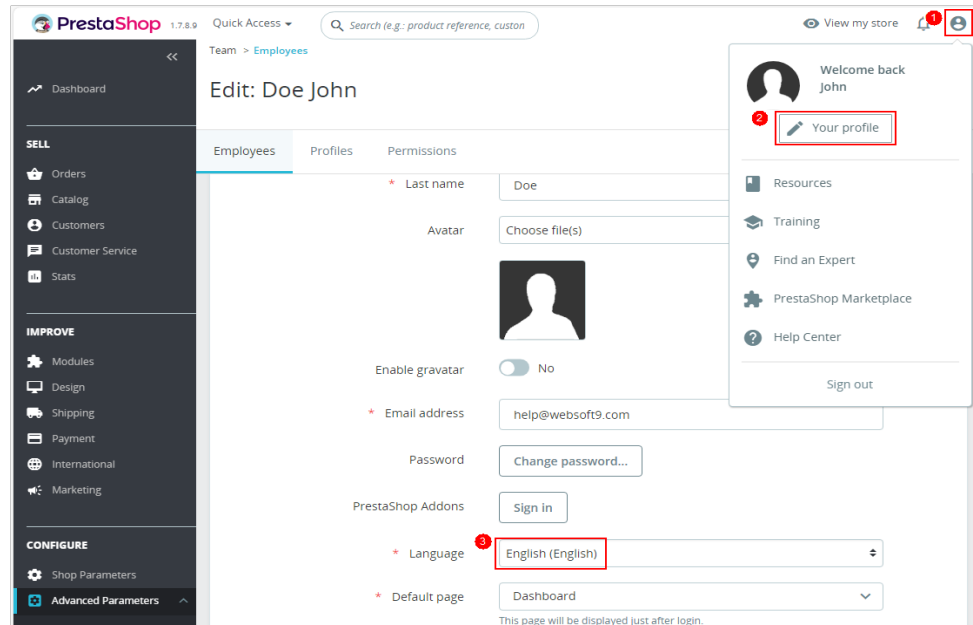 PrestaShop 1.7.8.9 Quick Access Search (e.g.: product reference, custon View my store 1
Team > Employees
Edit: Doe John
Welcome back
John
2 Your profile
Resources
Training
Find an Expert
PrestaShop Marketplace
Help Center
Sign out
Dashboard
SELL
Orders
Catalog
Customers
Customer Service
Stats
IMPROVE
Modules
Design
Shipping
Payment
International
Marketing
CONFIGURE
Shop Parameters
Advanced Parameters
Employees Profiles Permissions
* Last name Doe
Avatar Choose file(s)
Enable gravatar No
* Email address help@websoft9.com
Password Change password...
PrestaShop Addons Sign in
* Language 3 English (English)
* Default page Dashboard
This page will be displayed just after login.